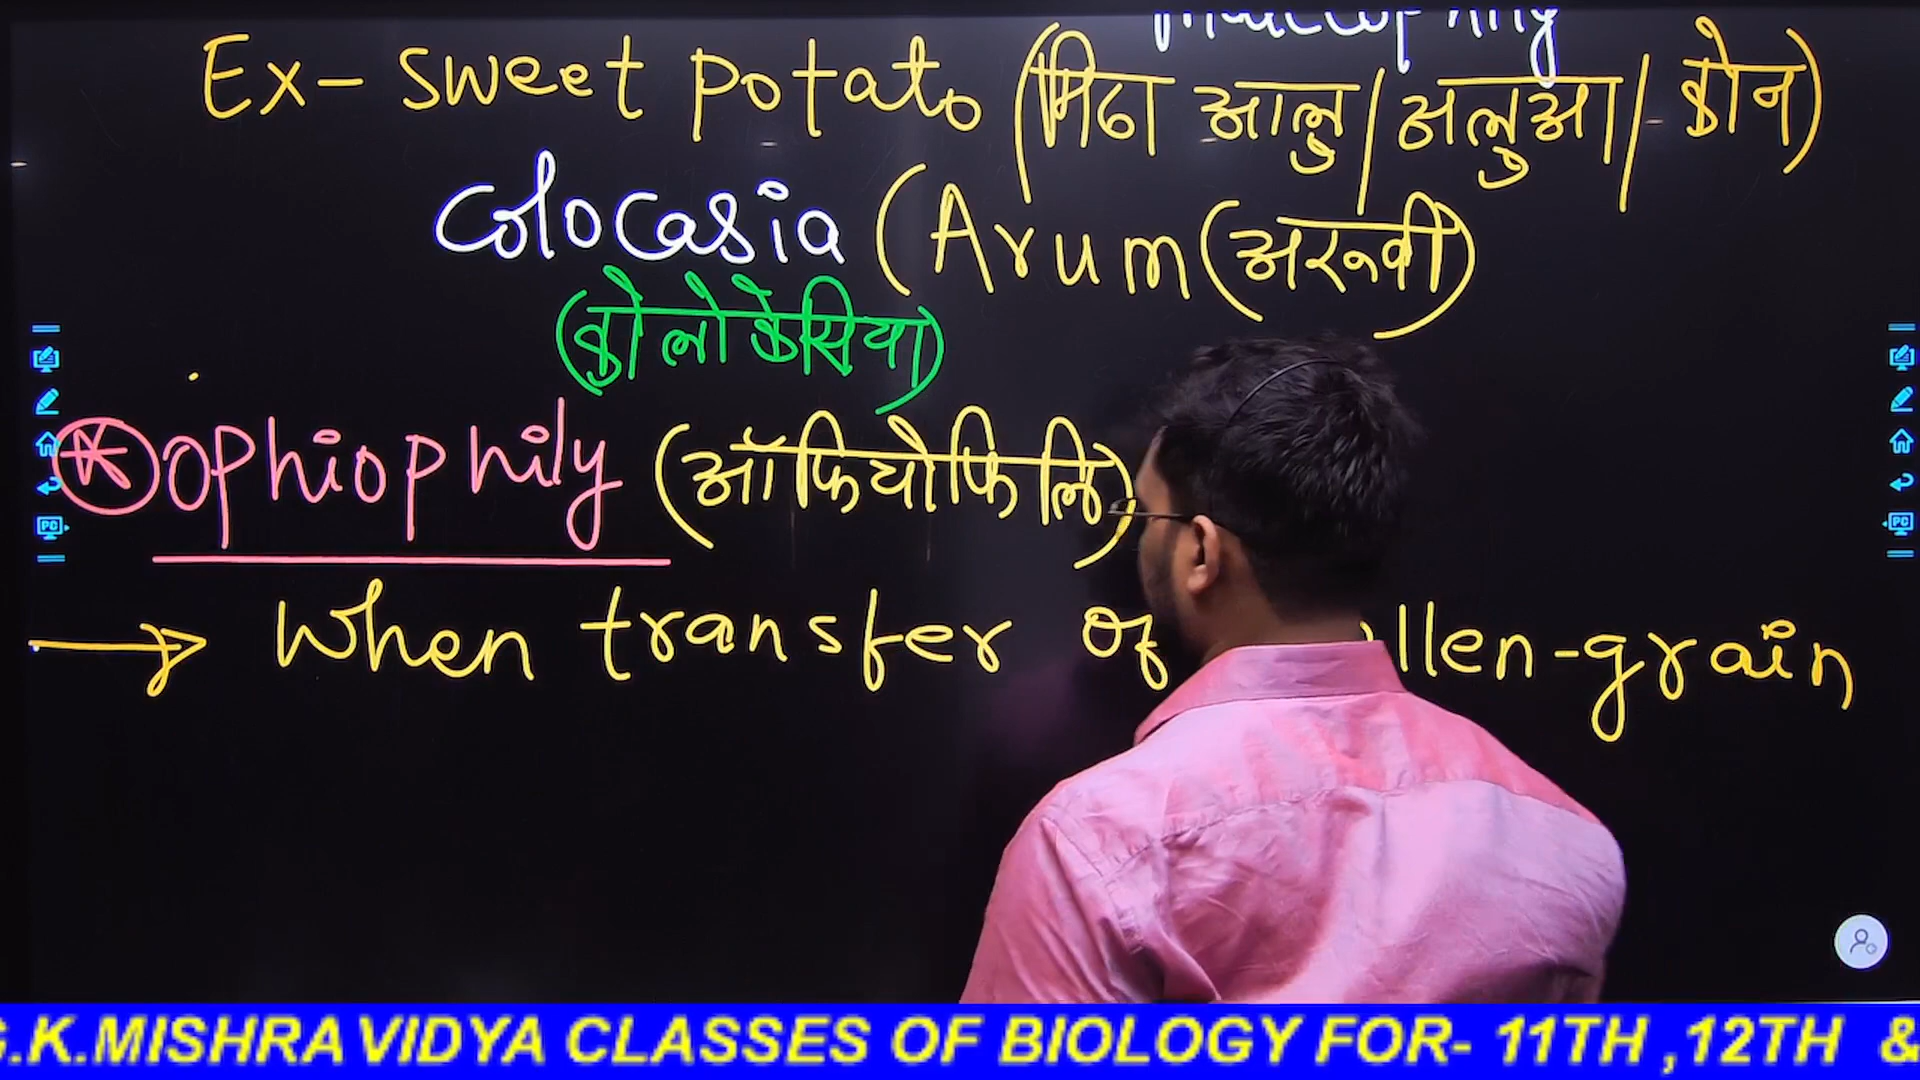 Ex- sweet potato (मिठा आलु/अलुआ/कोन)
Colocasia (Arum(अरूवी)
(कोलोकेसिया)
Ophiophily (ऑफियोफिलि)
→ When transfer of llen-grain
G.K.MISHRA VIDYA CLASSES OF BIOLOGY FOR- 11TH ,12TH &